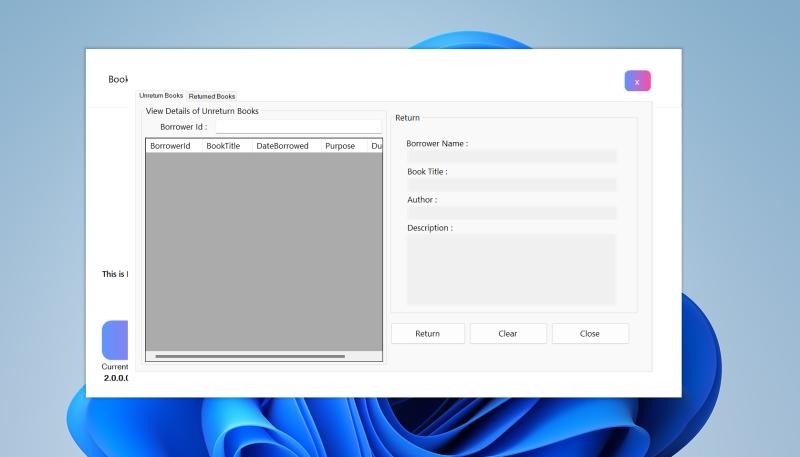 Book
x
Unreturn Books
Returned Books
View Details of Unreturn Books
Borrower Id :
BorrowerId BookTitle DateBorrowed Purpose Du
Return
Borrower Name :
Book Title :
Author :
Description :
This is
Return
Clear
Close
Current
2.0.0.